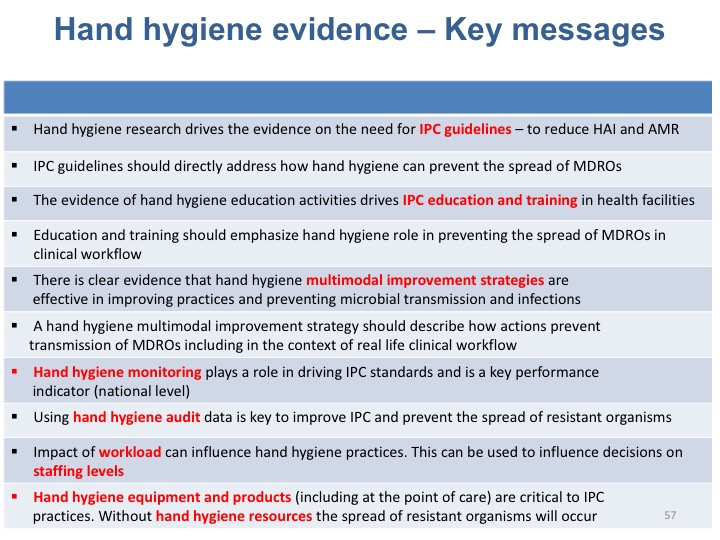 Hand hygiene evidence – Key messages
▪ Hand hygiene research drives the evidence on the need for IPC guidelines – to reduce HAI and AMR
▪ IPC guidelines should directly address how hand hygiene can prevent the spread of MDROs
▪ The evidence of hand hygiene education activities drives IPC education and training in health facilities
▪ Education and training should emphasize hand hygiene role in preventing the spread of MDROs in
clinical workflow
▪ There is clear evidence that hand hygiene multimodal improvement strategies are
effective in improving practices and preventing microbial transmission and infections
▪ A hand hygiene multimodal improvement strategy should describe how actions prevent
transmission of MDROs including in the context of real life clinical workflow
▪ Hand hygiene monitoring plays a role in driving IPC standards and is a key performance
indicator (national level)
▪ Using hand hygiene audit data is key to improve IPC and prevent the spread of resistant organisms
▪ Impact of workload can influence hand hygiene practices. This can be used to influence decisions on
staffing levels
▪ Hand hygiene equipment and products (including at the point of care) are critical to IPC
practices. Without hand hygiene resources the spread of resistant organisms will occur
57